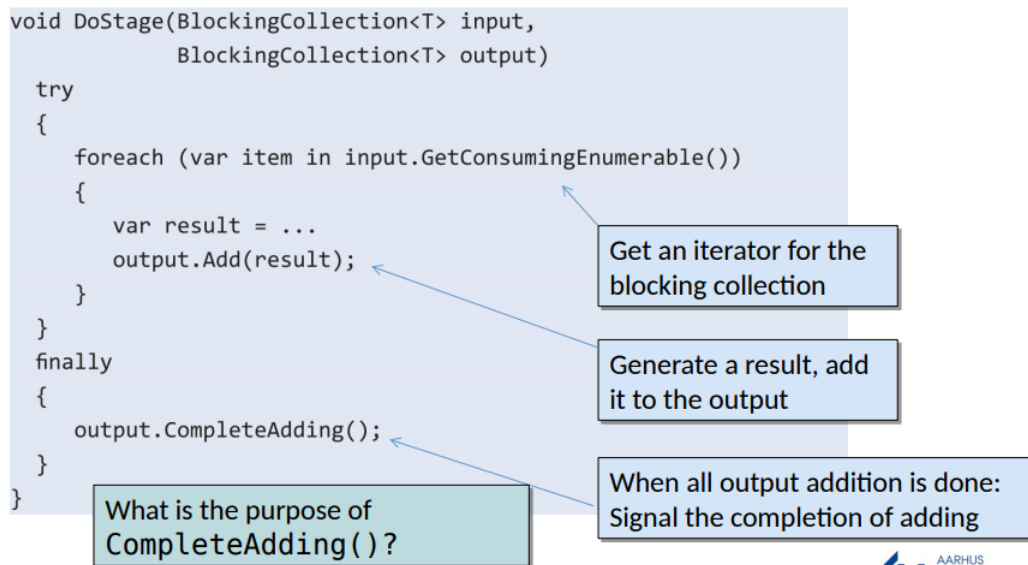 void DoStage(BlockingCollection<T> input,
BlockingCollection<T> output)
try
{
foreach (var item in input.GetConsumingEnumerable())
{
var result = ...
output.Add(result);
}
}
finally
{
output.CompleteAdding();
}
}
Get an iterator for the
blocking collection
Generate a result, add
it to the output
When all output addition is done:
Signal the completion of adding
What is the purpose of
CompleteAdding()?
AARHUS